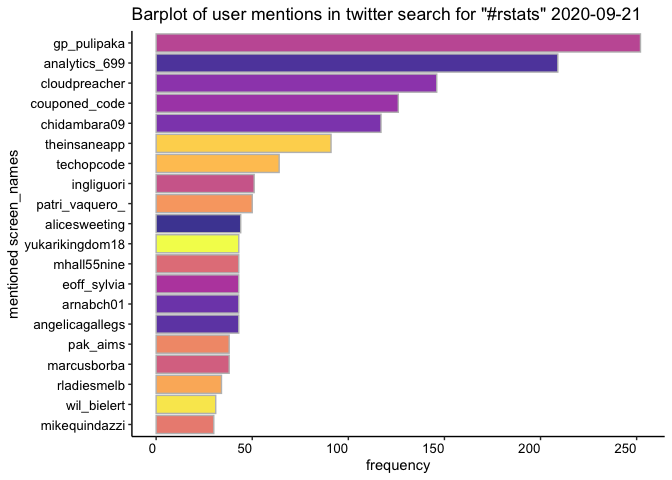 Barplot of user mentions in twitter search for "#rstats" 2020-09-21
mentioned screen_names
gp_pulipaka
analytics_699
cloudpreacher
couponed_code
chidambara09
theinsaneapp
techopcode
ingliguori
patri_vaquero_
alicesweeting
yukarikingdom18
mhall55nine
eoff_sylvia
arnabch01
angelicagallegs
pak_aims
marcusborba
rladiesmelb
wil_bielert
mikequindazzi
0 50 100 150 200 250
frequency